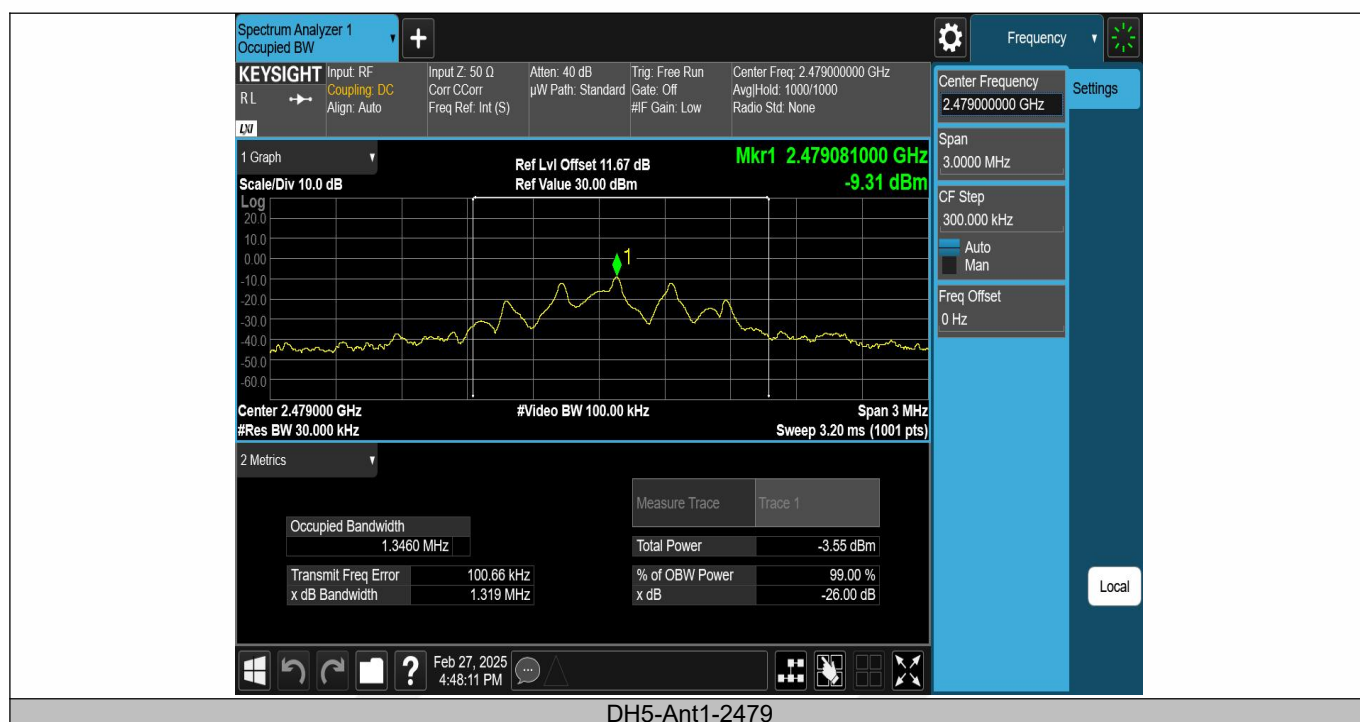 Spectrum Analyzer 1
Occupied BW
Frequency
KEYSIGHT
RL
LXI
Input: RF
Coupling: DC
Align: Auto
Input Z: 50 Ω
Corr CCorr
Freq Ref: Int (S)
Atten: 40 dB
µW Path: Standard
Trig: Free Run
Gate: Off
#IF Gain: Low
Center Freq: 2.479000000 GHz
Avg|Hold: 1000/1000
Radio Std: None
Center Frequency
2.479000000 GHz
Settings
Span
3.0000 MHz
CF Step
300.000 kHz
Auto
Man
Freq Offset
0 Hz
Local
1 Graph
Scale/Div 10.0 dB
Ref Lvl Offset 11.67 dB
Ref Value 30.00 dBm
Mkr1 2.479081000 GHz
-9.31 dBm
Log
20.0
10.0
0.00
-10.0
-20.0
-30.0
-40.0
-50.0
-60.0
1
Center 2.479000 GHz
#Video BW 100.00 kHz
Span 3 MHz
#Res BW 30.000 kHz
Sweep 3.20 ms (1001 pts)
2 Metrics
Measure Trace Trace 1
Occupied Bandwidth
1.3460 MHz
Total Power -3.55 dBm
Transmit Freq Error 100.66 kHz
% of OBW Power 99.00 %
x dB Bandwidth 1.319 MHz
x dB -26.00 dB
?
Feb 27, 2025
4:48:11 PM
DH5-Ant1-2479